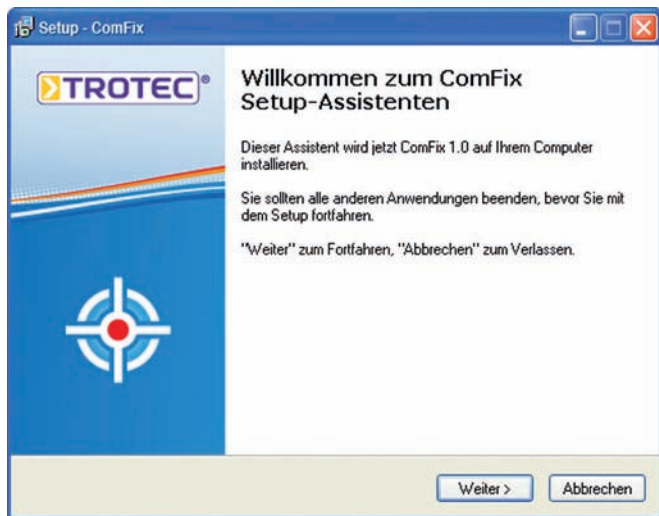 Setup - ComFix
TROTEC®
Willkommen zum ComFix
Setup-Assistenten
Dieser Assistent wird jetzt ComFix 1.0 auf Ihrem Computer
installieren.
Sie sollten alle anderen Anwendungen beenden, bevor Sie mit
dem Setup fortfahren.
"Weiter" zum Fortfahren, "Abbrechen" zum Verlassen.
Weiter >
Abbrechen